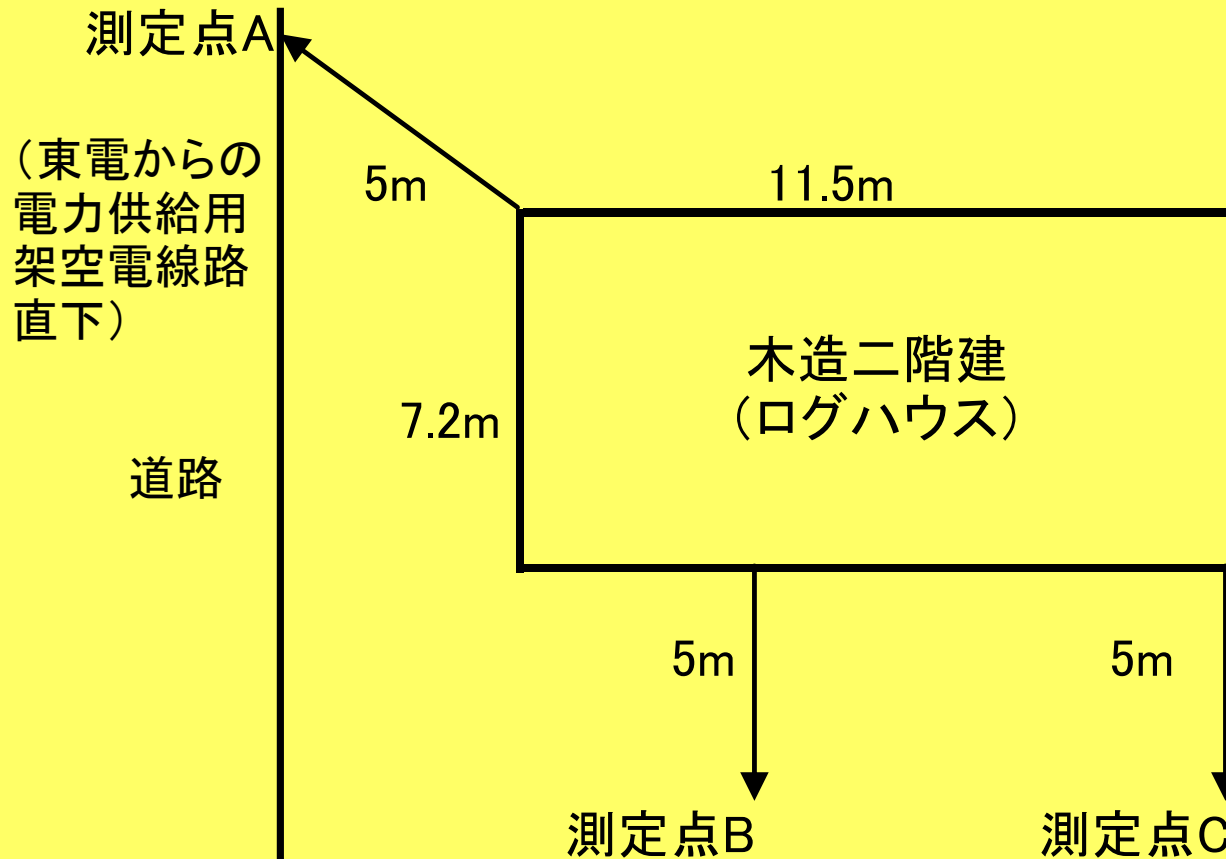 測定点A
（東電からの
電力供給用
架空電線路
直下）
5m
11.5m
木造二階建
（ログハウス）
7.2m
道路
5m
5m
測定点B
測定点C